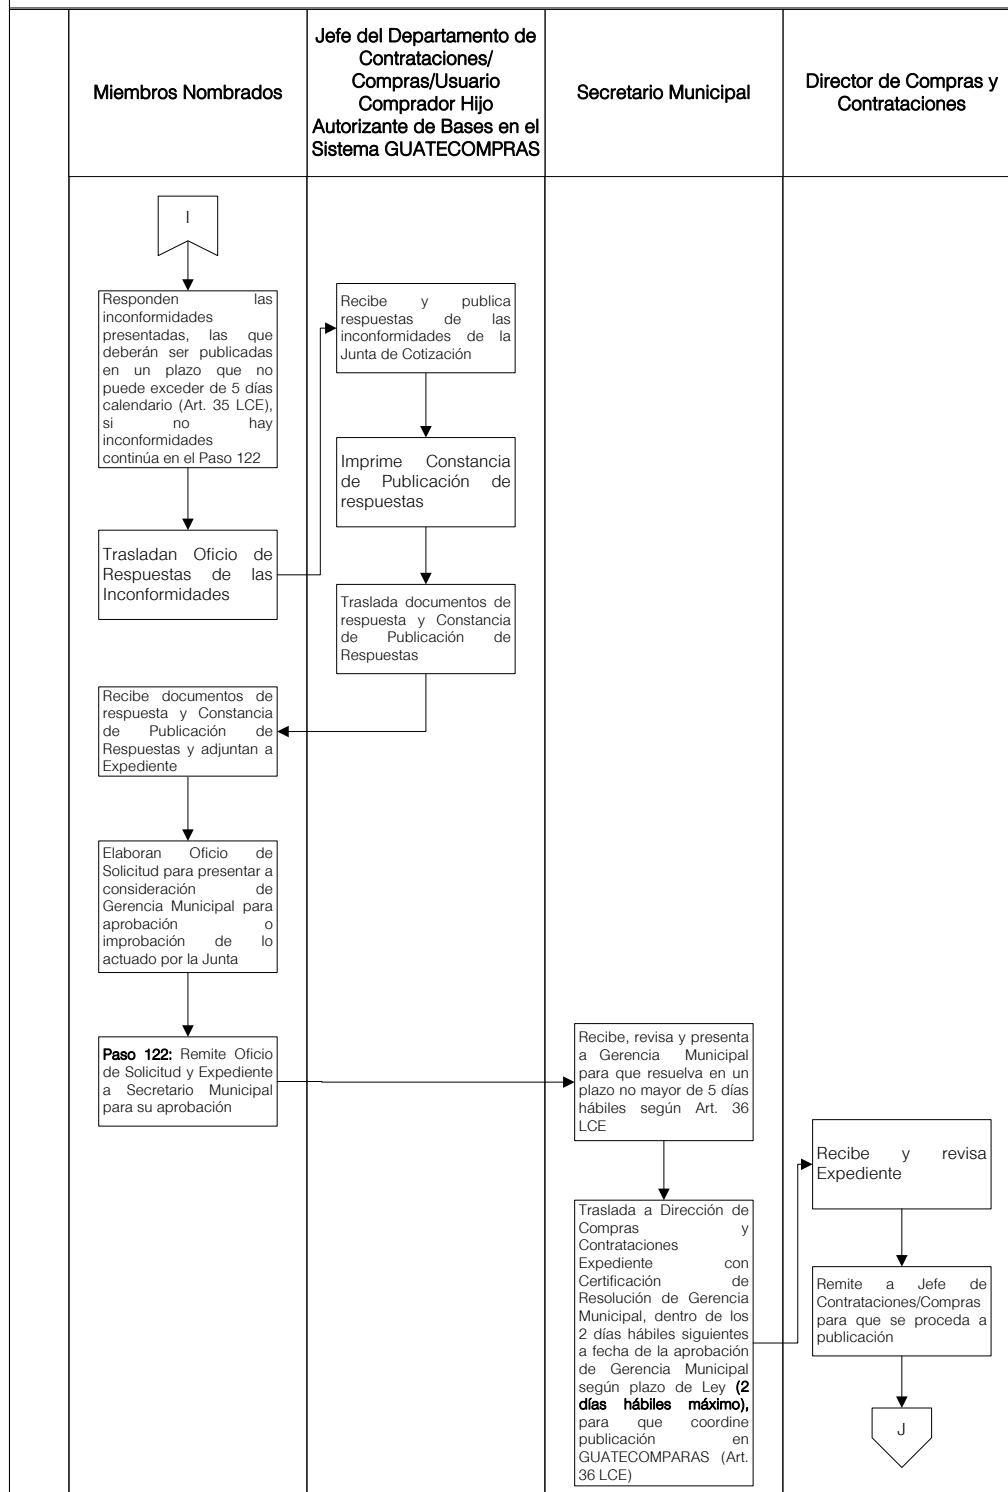 Miembros Nombrados
Jefe del Departamento de
Contrataciones/
Compras/Usuario
Comprador Hijo
Autorizante de Bases en el
Sistema GUATECOMPRAS
Secretario Municipal
Director de Compras y
Contrataciones
I
Responden las
inconformidades
presentadas, las que
deberán ser publicadas
en un plazo que no
puede exceder de 5 días
calendario (Art. 35 LCE),
si no hay
inconformidades
continúa en el Paso 122
Trasladan Oficio de
Respuestas de las
Inconformidades
Recibe y publica
respuestas de las
inconformidades de la
Junta de Cotización
Imprime Constancia
de Publicación de
respuestas
Traslada documentos de
respuesta y Constancia
de Publicación de
Respuestas
Recibe documentos de
respuesta y Constancia
de Publicación de
Respuestas y adjuntan a
Expediente
Elaboran Oficio de
Solicitud para presentar a
consideración de
Gerencia Municipal para
aprobación o
improbación de lo
actuado por la Junta
Paso 122: Remite Oficio
de Solicitud y Expediente
a Secretario Municipal
para su aprobación
Recibe, revisa y presenta
a Gerencia Municipal
para que resuelva en un
plazo no mayor de 5 días
hábiles según Art. 36
LCE
Traslada a Dirección de
Compras y
Contrataciones
Expediente con
Certificación de
Resolución de Gerencia
Municipal, dentro de los
2 días hábiles siguientes
a fecha de la aprobación
de Gerencia Municipal
según plazo de Ley (2
días hábiles máximo),
para que coordine
publicación en
GUATECOMPARAS (Art.
36 LCE)
Recibe y revisa
Expediente
Remite a Jefe de
Contrataciones/Compras
para que se proceda a
publicación
J